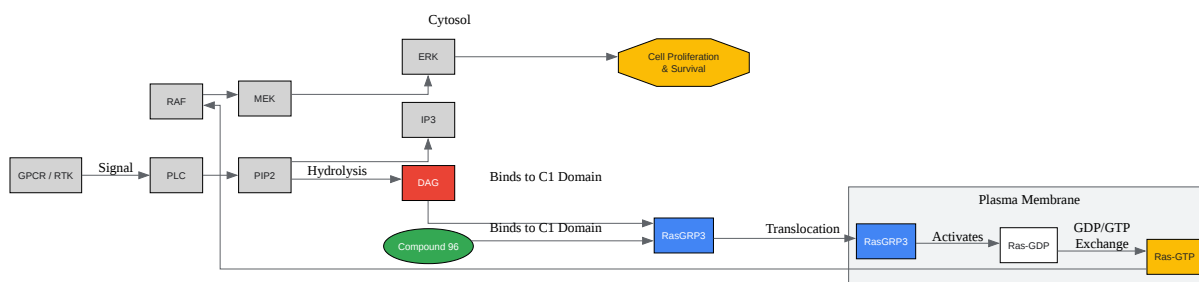 Cytosol
ERK
Cell Proliferation
& Survival
RAF
MEK
IP3
GPCR / RTK
Signal
PLC
PIP2
Hydrolysis
DAG
Binds to C1 Domain
Plasma Membrane
Compound 96
Binds to C1 Domain
RasGRP3
Translocation
RasGRP3
Activates
Ras-GDP
GDP/GTP
Exchange
Ras-GTP